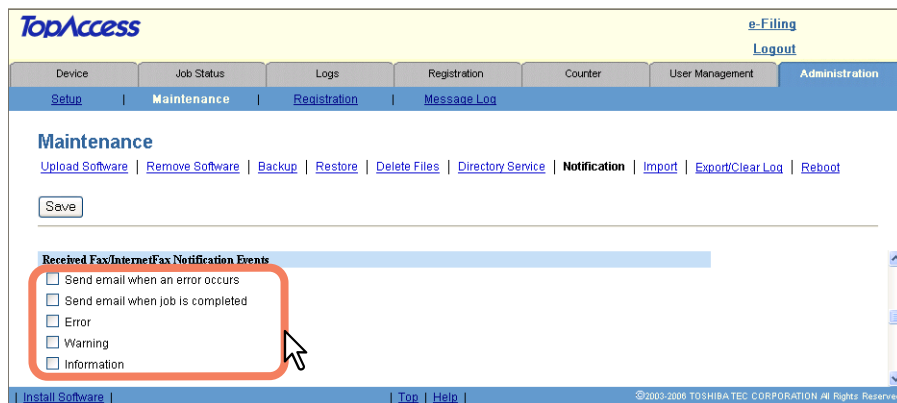 TopAccess
e-Filing
Logout
Device Job Status Logs Registration Counter User Management Administration
Setup | Maintenance | Registration | Message Log
Maintenance
Upload Software | Remove Software | Backup | Restore | Delete Files | Directory Service | Notification | Import | Export/Clear Log | Reboot
Save
Received Fax/InternetFax Notification Events
Send email when an error occurs
Send email when job is completed
Error
Warning
Information
| Install Software | | Top | Help | ©2003-2006 TOSHIBA TEC CORPORATION All Rights Reserved